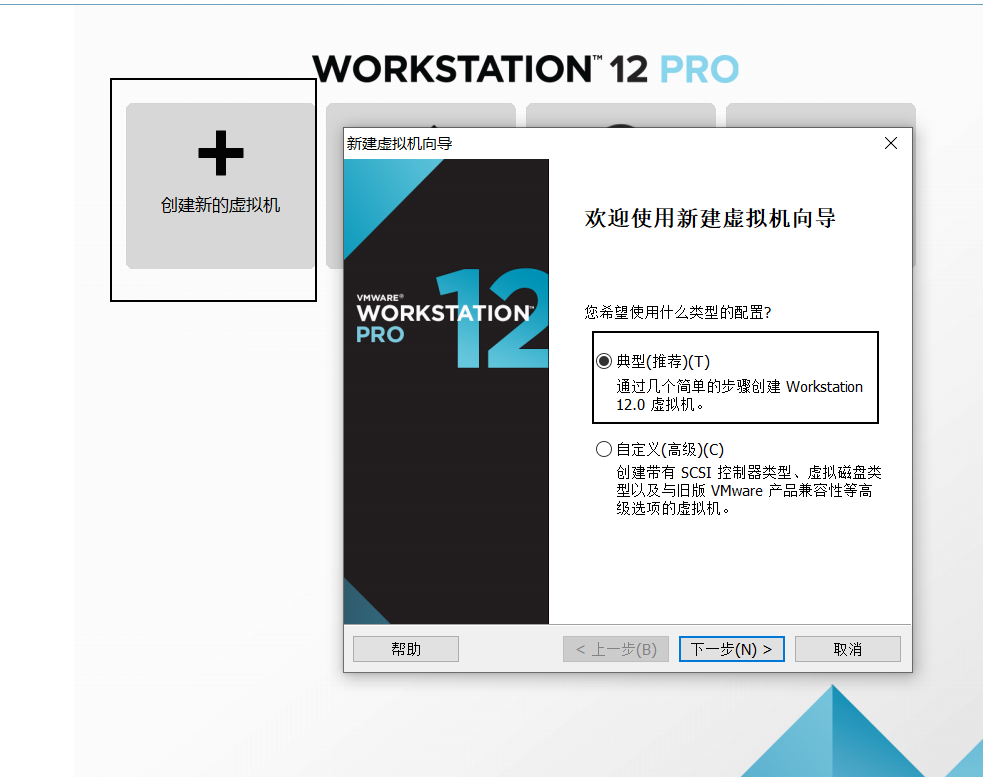 WORKSTATION™ 12 PRO
创建新的虚拟机
新建虚拟机向导
VMWARE®
WORKSTATION™
PRO
12
欢迎使用新建虚拟机向导
您希望使用什么类型的配置?
典型(推荐)(T)
通过几个简单的步骤创建 Workstation
12.0 虚拟机。
自定义(高级)(C)
创建带有 SCSI 控制器类型、虚拟磁盘类
型以及与旧版 VMware 产品兼容性等高
级选项的虚拟机。
帮助
< 上一步(B)
下一步(N) >
取消